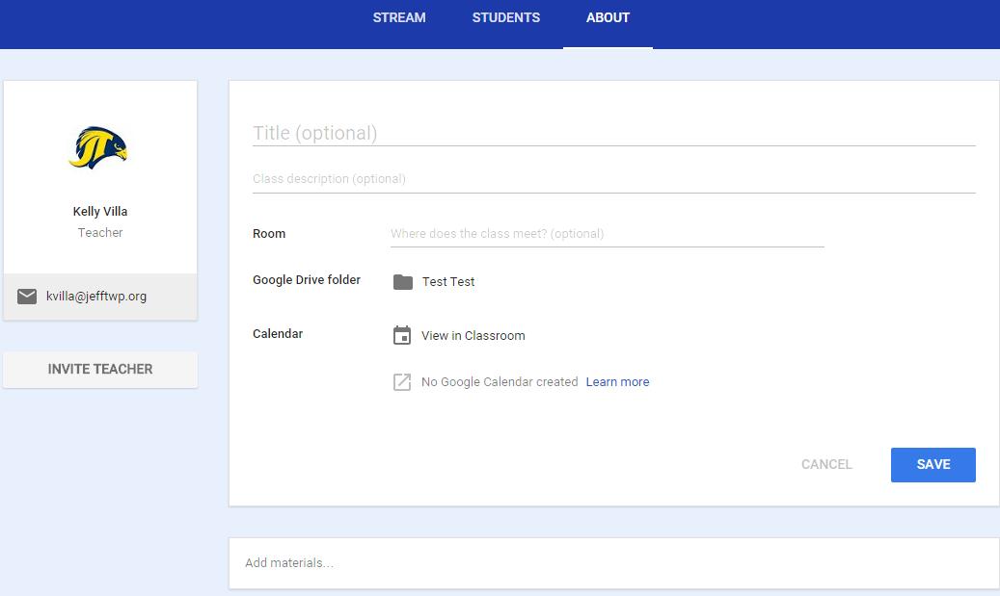 STREAM STUDENTS ABOUT
JT
Kelly Villa
Teacher
kvilla@jefftwp.org
INVITE TEACHER
Title (optional)
Class description (optional)
Room Where does the class meet? (optional)
Google Drive folder Test Test
Calendar View in Classroom
No Google Calendar created Learn more
CANCEL SAVE
Add materials...